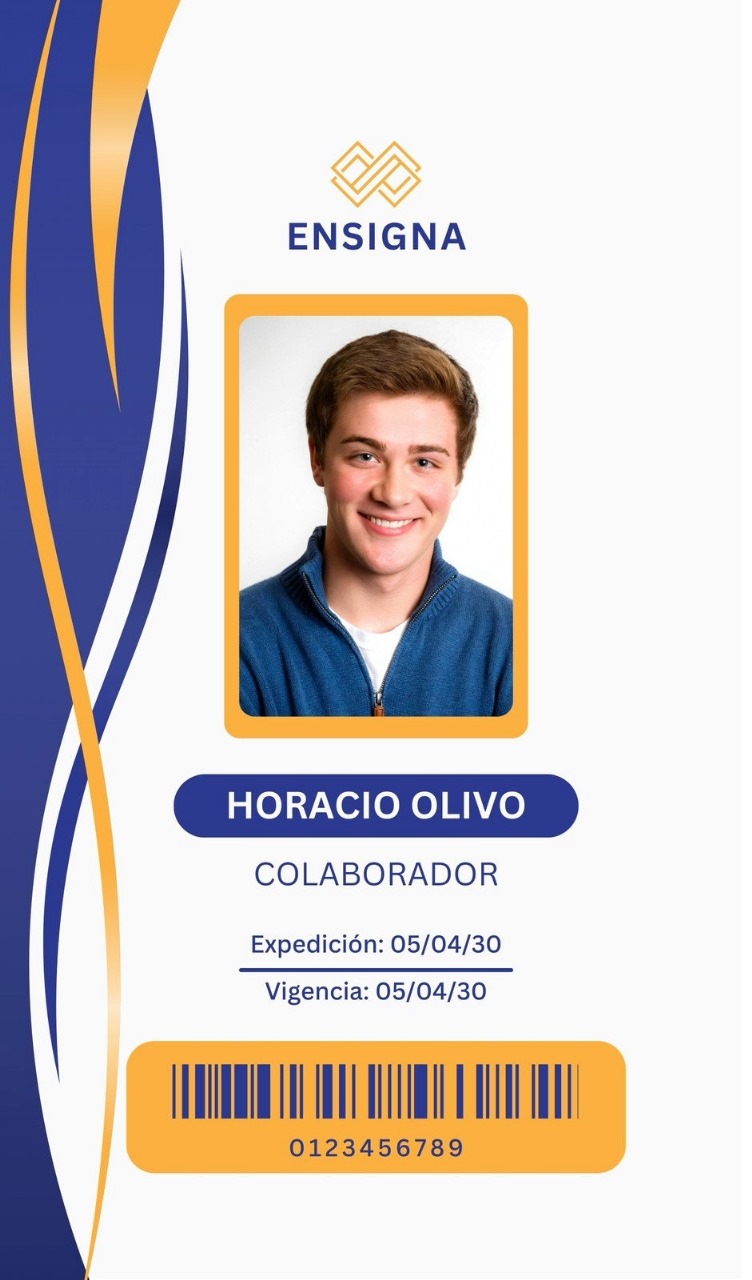 ENSIGNA
HORACIO OLIVO
COLABORADOR
Expedición: 05/04/30
Vigencia: 05/04/30
0123456789